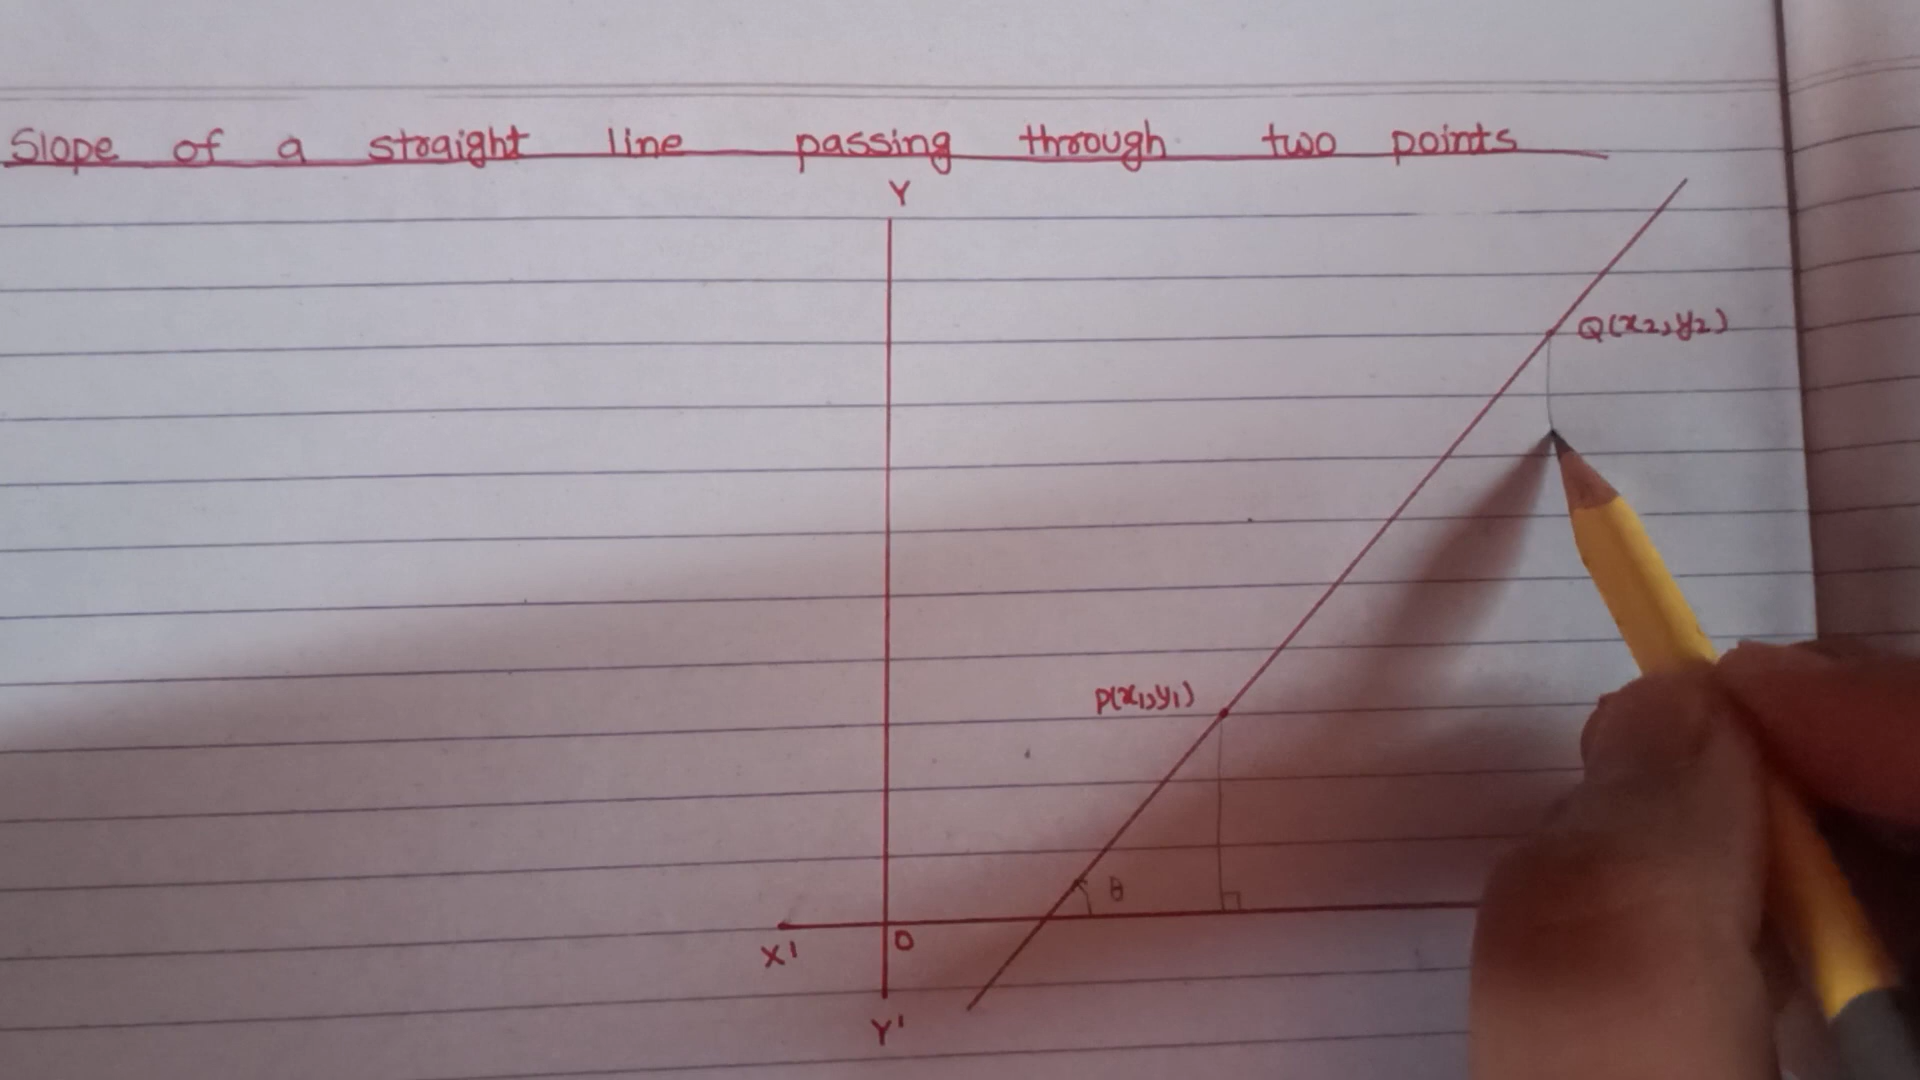 Slope of a straight line passing through two points
Y
Q(x2,y2)
P(x1,y1)
θ
X'
O
Y'